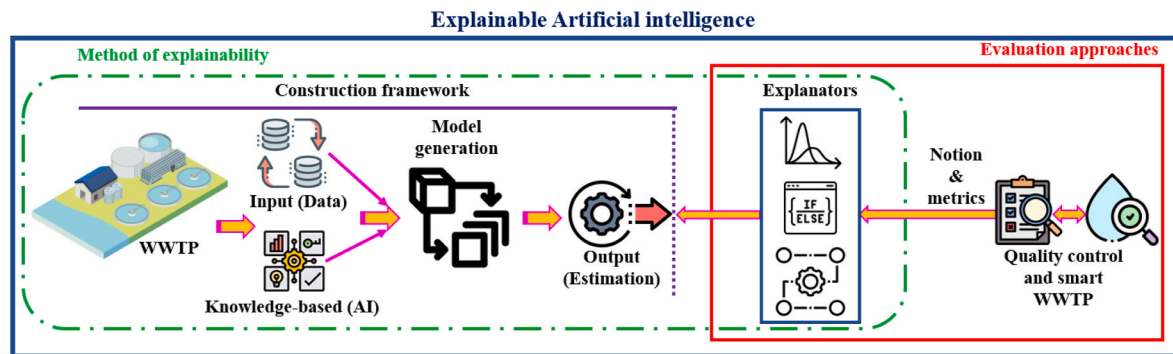 Explainable Artificial intelligence
Method of explainability
Evaluation approaches
Construction framework
Explanators
Model
generation
Input (Data)
WWTP
Knowledge-based (AI)
Output
(Estimation)
IF
ELSE
Notion
&
metrics
Quality control
and smart
WWTP